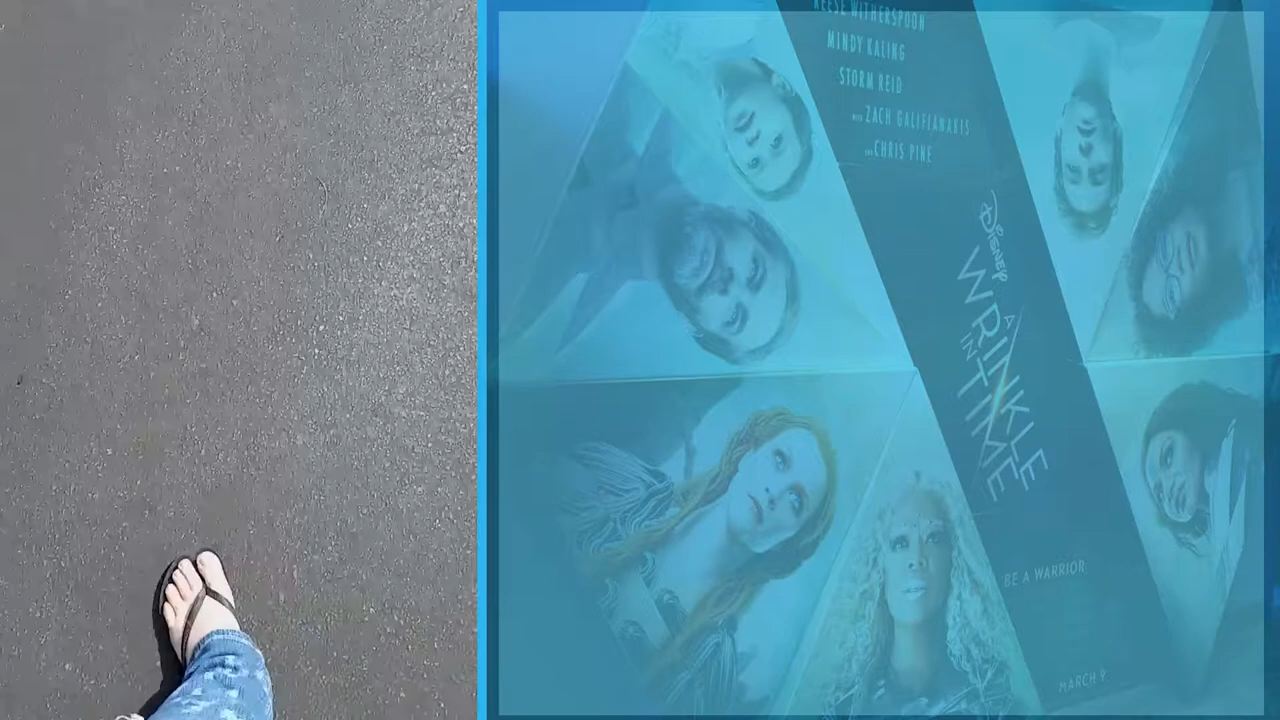 REESE WITHERSPOON
MINDY KALING
STORM REID
WITH ZACH GALIFIANAKIS
AND CHRIS PINE
DISNEY
A
WRINKLE
IN
TIME
BE A WARRIOR
MARCH 9